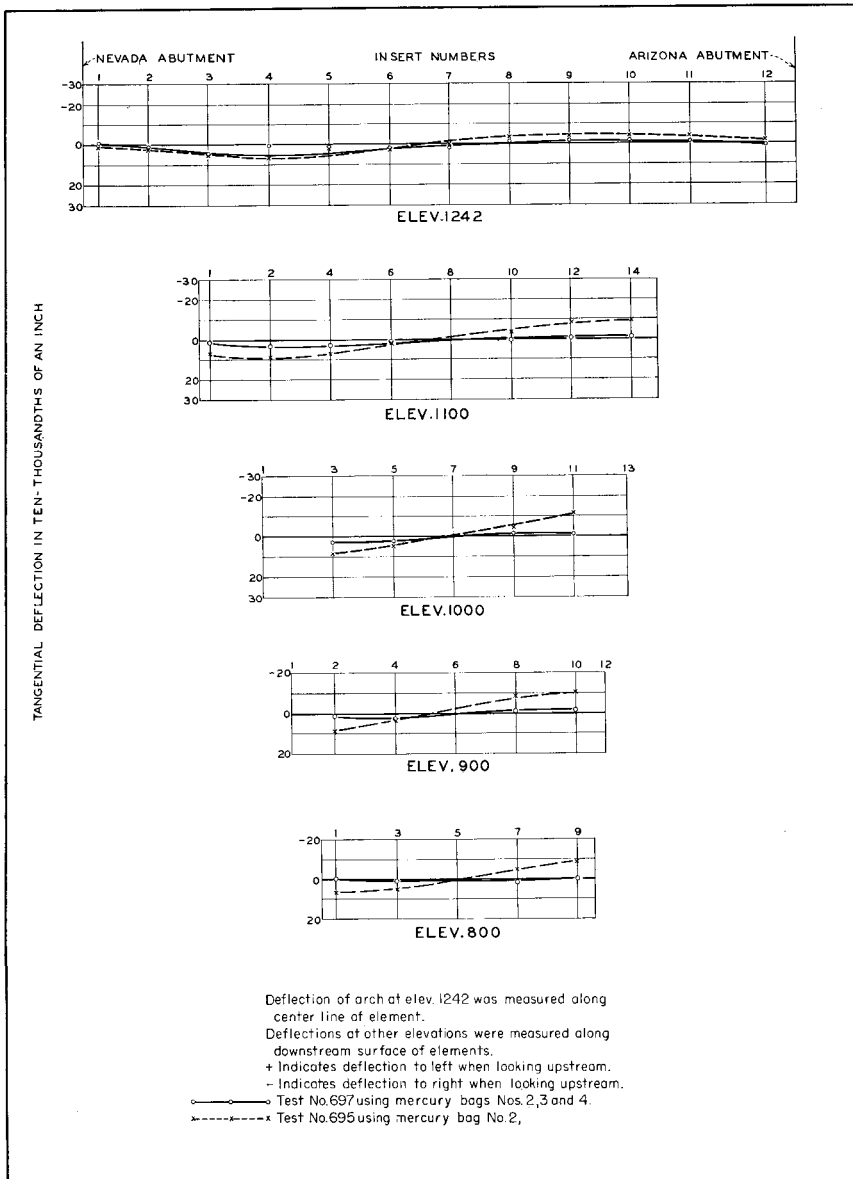 NEVADA ABUTMENT INSERT NUMBERS ARIZONA ABUTMENT
1 2 3 4 5 6 7 8 9 10 11 12
-30
-20
0
20
30
ELEV.1242
1 2 4 6 8 10 12 14
-30
-20
0
20
30
ELEV.1100
1 3 5 7 9 11 13
-30
-20
0
20
30
ELEV.1000
1 2 4 6 8 10 12
-20
0
20
ELEV.900
1 3 5 7 9
-20
0
20
ELEV.800
TANGENTIAL DEFLECTION IN TEN-THOUSANDTHS OF AN INCH
Deflection of arch at elev. 1242 was measured along
center line of element.
Deflections at other elevations were measured along
downstream surface of elements.
+ Indicates deflection to left when looking upstream.
- Indicates deflection to right when looking upstream.
Test No.697 using mercury bags Nos. 2,3 and 4.
Test No.695 using mercury bag No.2,